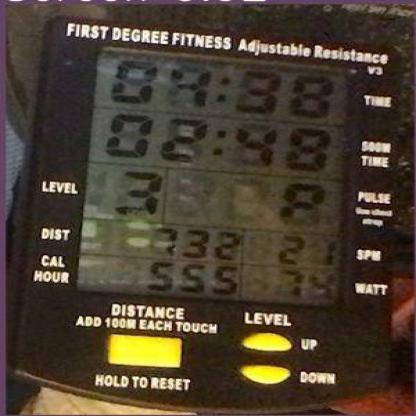 FIRST DEGREE FITNESS Adjustable Resistance
V3
04:38 TIME
02:48 500M TIME
LEVEL 3 P PULSE
Use chest strap
DIST 732 21 SPM
CAL HOUR 555 74 WATT
DISTANCE
ADD 100M EACH TOUCH
LEVEL
UP
DOWN
HOLD TO RESET